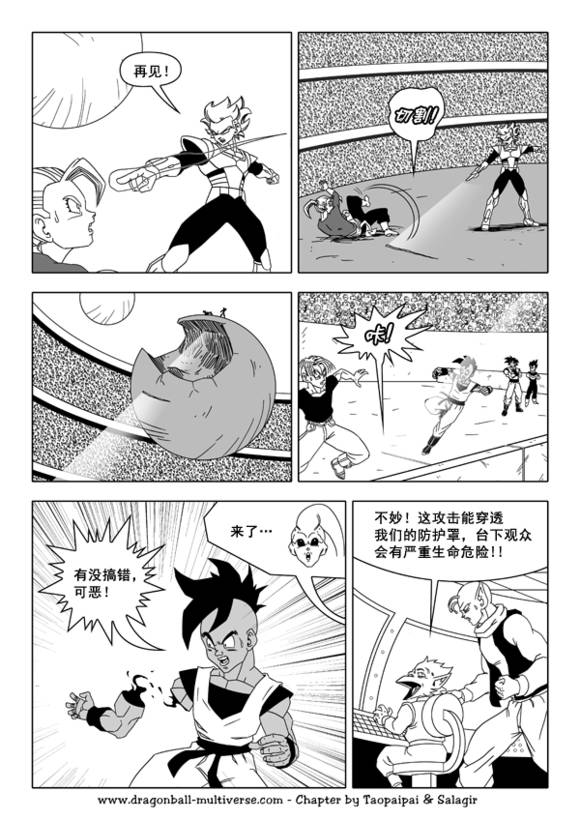 再见！
切割!!
咔！
来了…
有没搞错，
可恶！
不妙！这攻击能穿透
我们的防护罩，台下观众
会有严重生命危险!!
www.dragonball-multiverse.com - Chapter by Taopaipai & Salagir